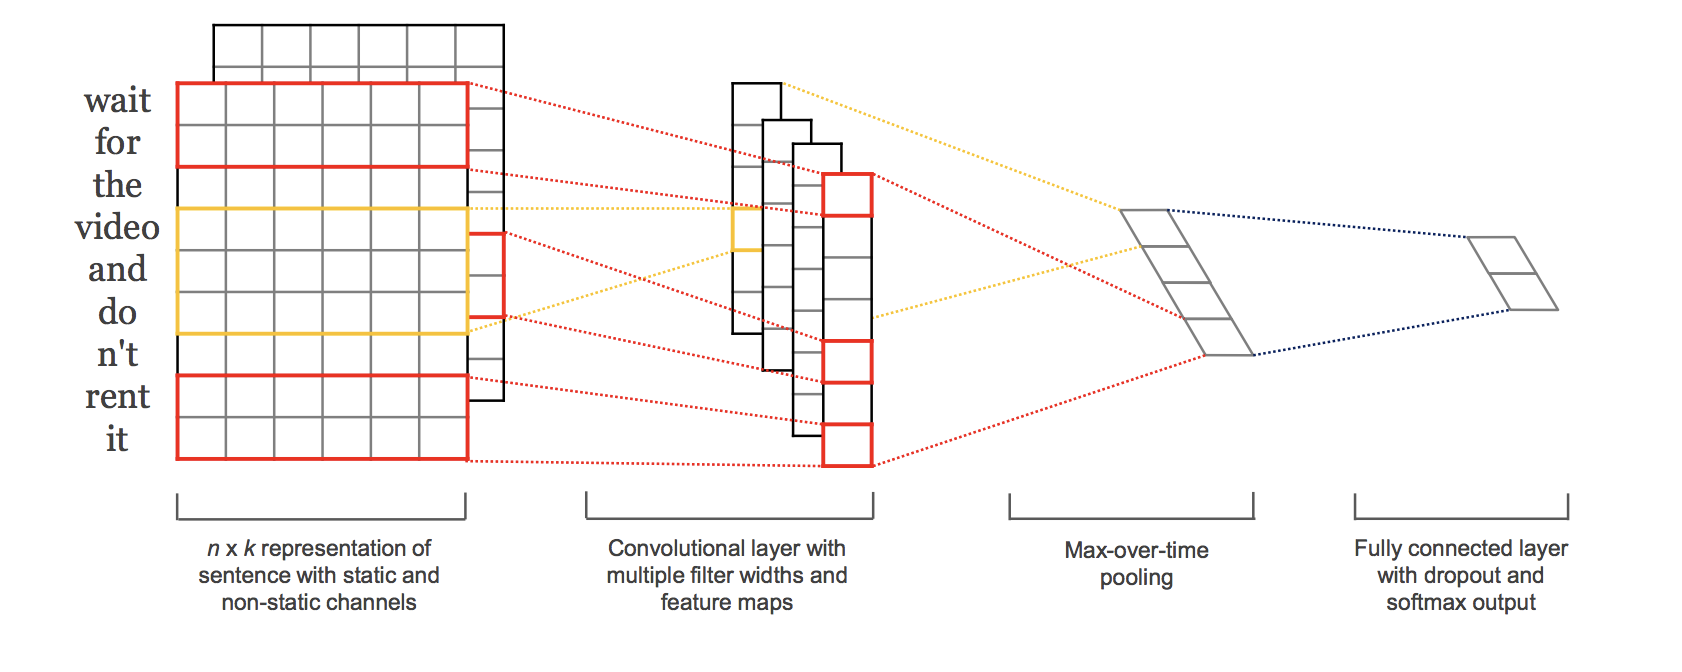 wait
for
the
video
and
do
n't
rent
it
n x k representation of
sentence with static and
non-static channels
Convolutional layer with
multiple filter widths and
feature maps
Max-over-time
pooling
Fully connected layer
with dropout and
softmax output